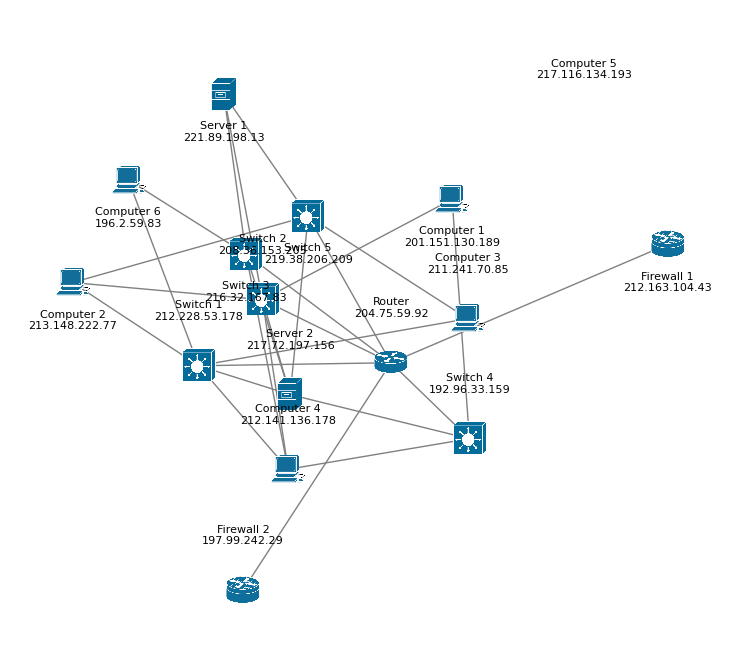 Computer 5
217.116.134.193
Server 1
221.89.198.13
Computer 6
196.2.59.83
Computer 1
201.151.130.189
Switch 2
Switch 5
219.38.206.209
Computer 3
211.241.70.85
Firewall 1
212.163.104.43
Switch 3
216.32.167.83
Switch 1
212.228.53.178
Router
204.75.59.92
Computer 2
213.148.222.77
Server 2
217.72.197.156
Switch 4
192.96.33.159
Computer 4
212.141.136.178
Firewall 2
197.99.242.29